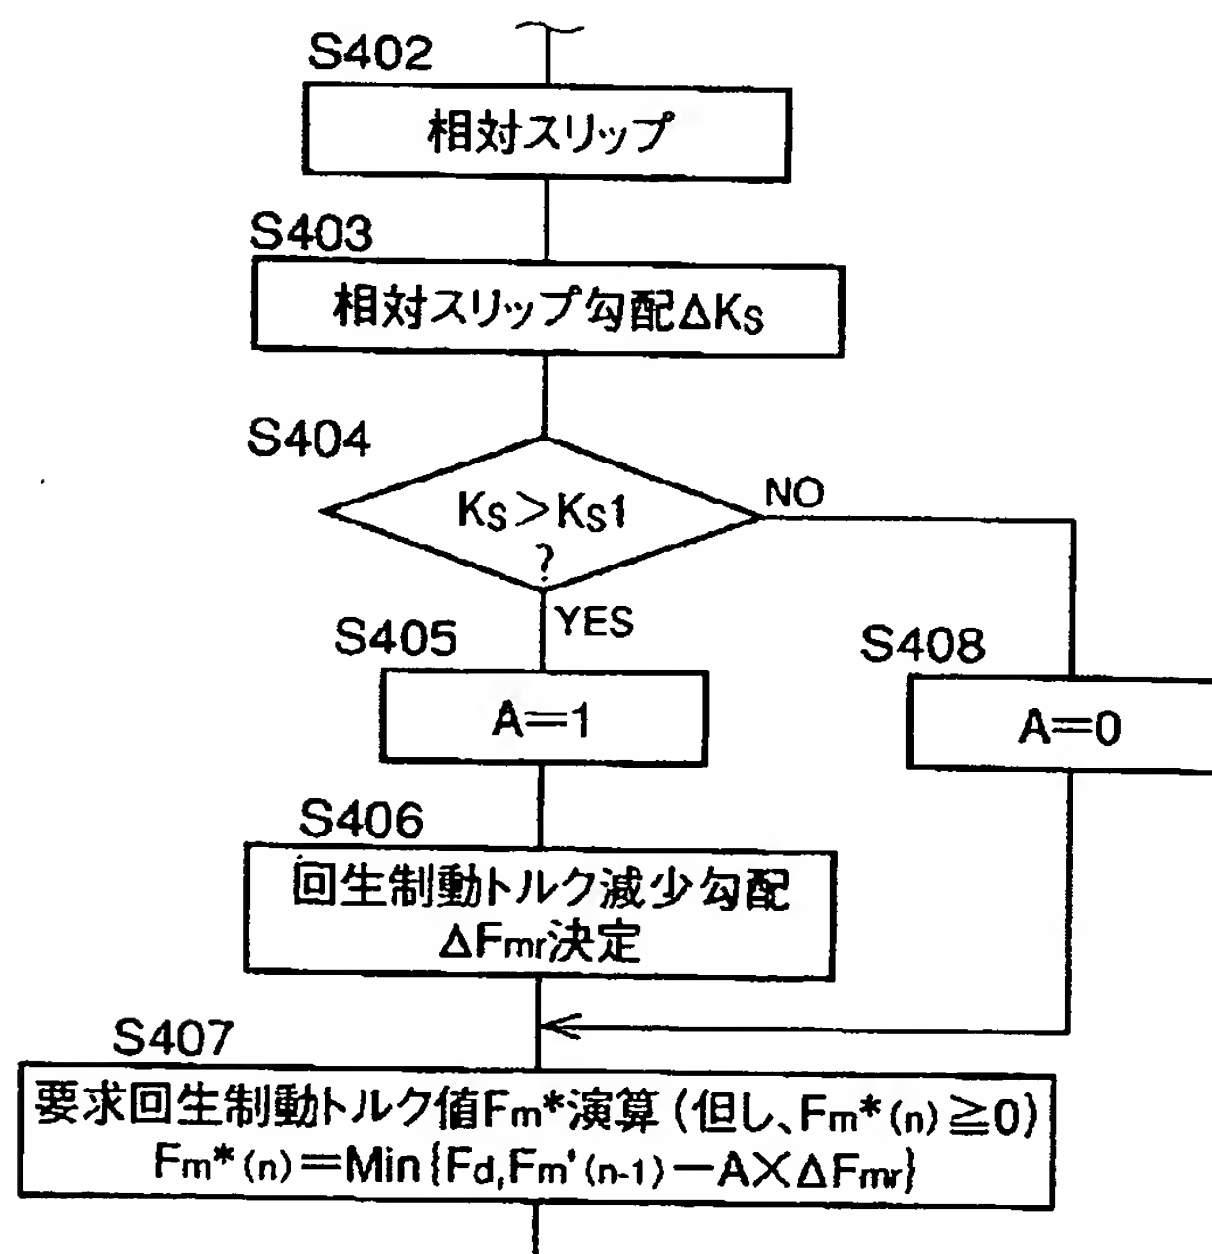 S402
相対スリップ
S403
相対スリップ勾配ΔKs
S404
Ks>Ks1
?
NO
YES
S405
A=1
S408
A=0
S406
回生制動トルク減少勾配
ΔFmr決定
S407
要求回生制動トルク値Fm*演算(但し、Fm*(n)≧0)
Fm*(n)=Min{Fd,Fm'(n-1)-A×ΔFmr}